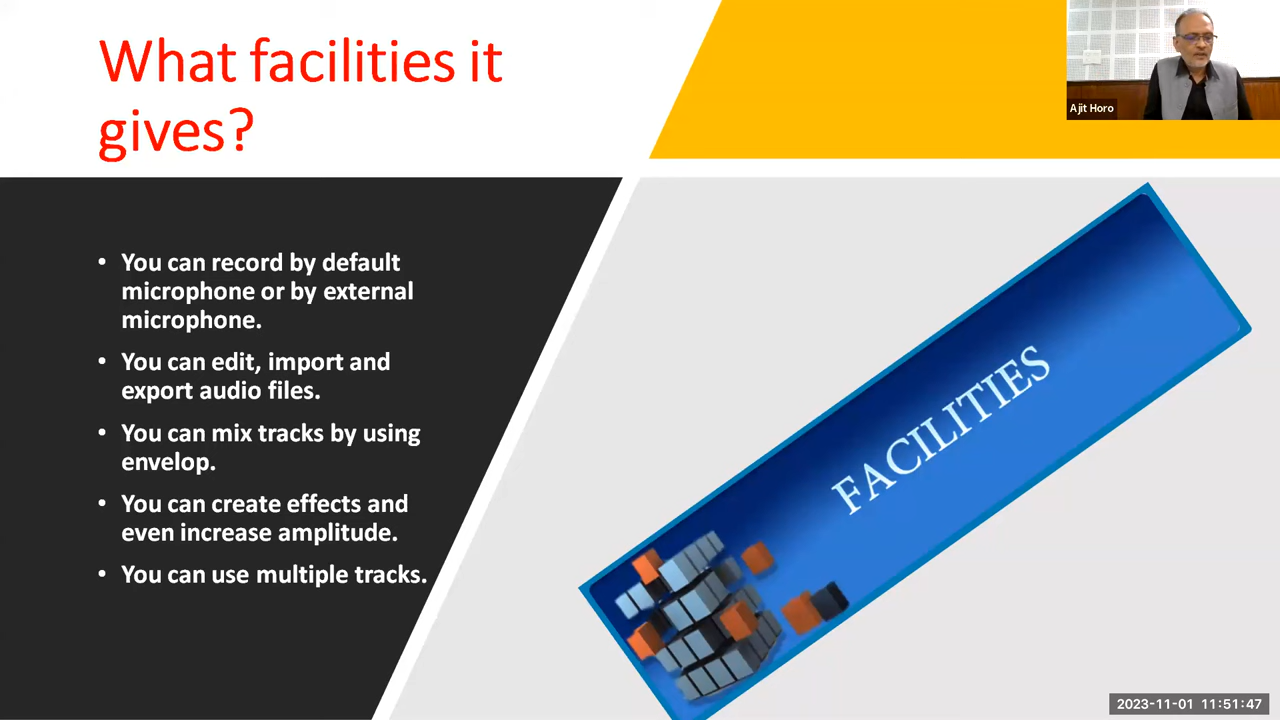 What facilities it
gives?
Ajit Horo
• You can record by default
microphone or by external
microphone.
• You can edit, import and
export audio files.
• You can mix tracks by using
envelop.
• You can create effects and
even increase amplitude.
• You can use multiple tracks.
FACILITIES
2023-11-01 11:51:47